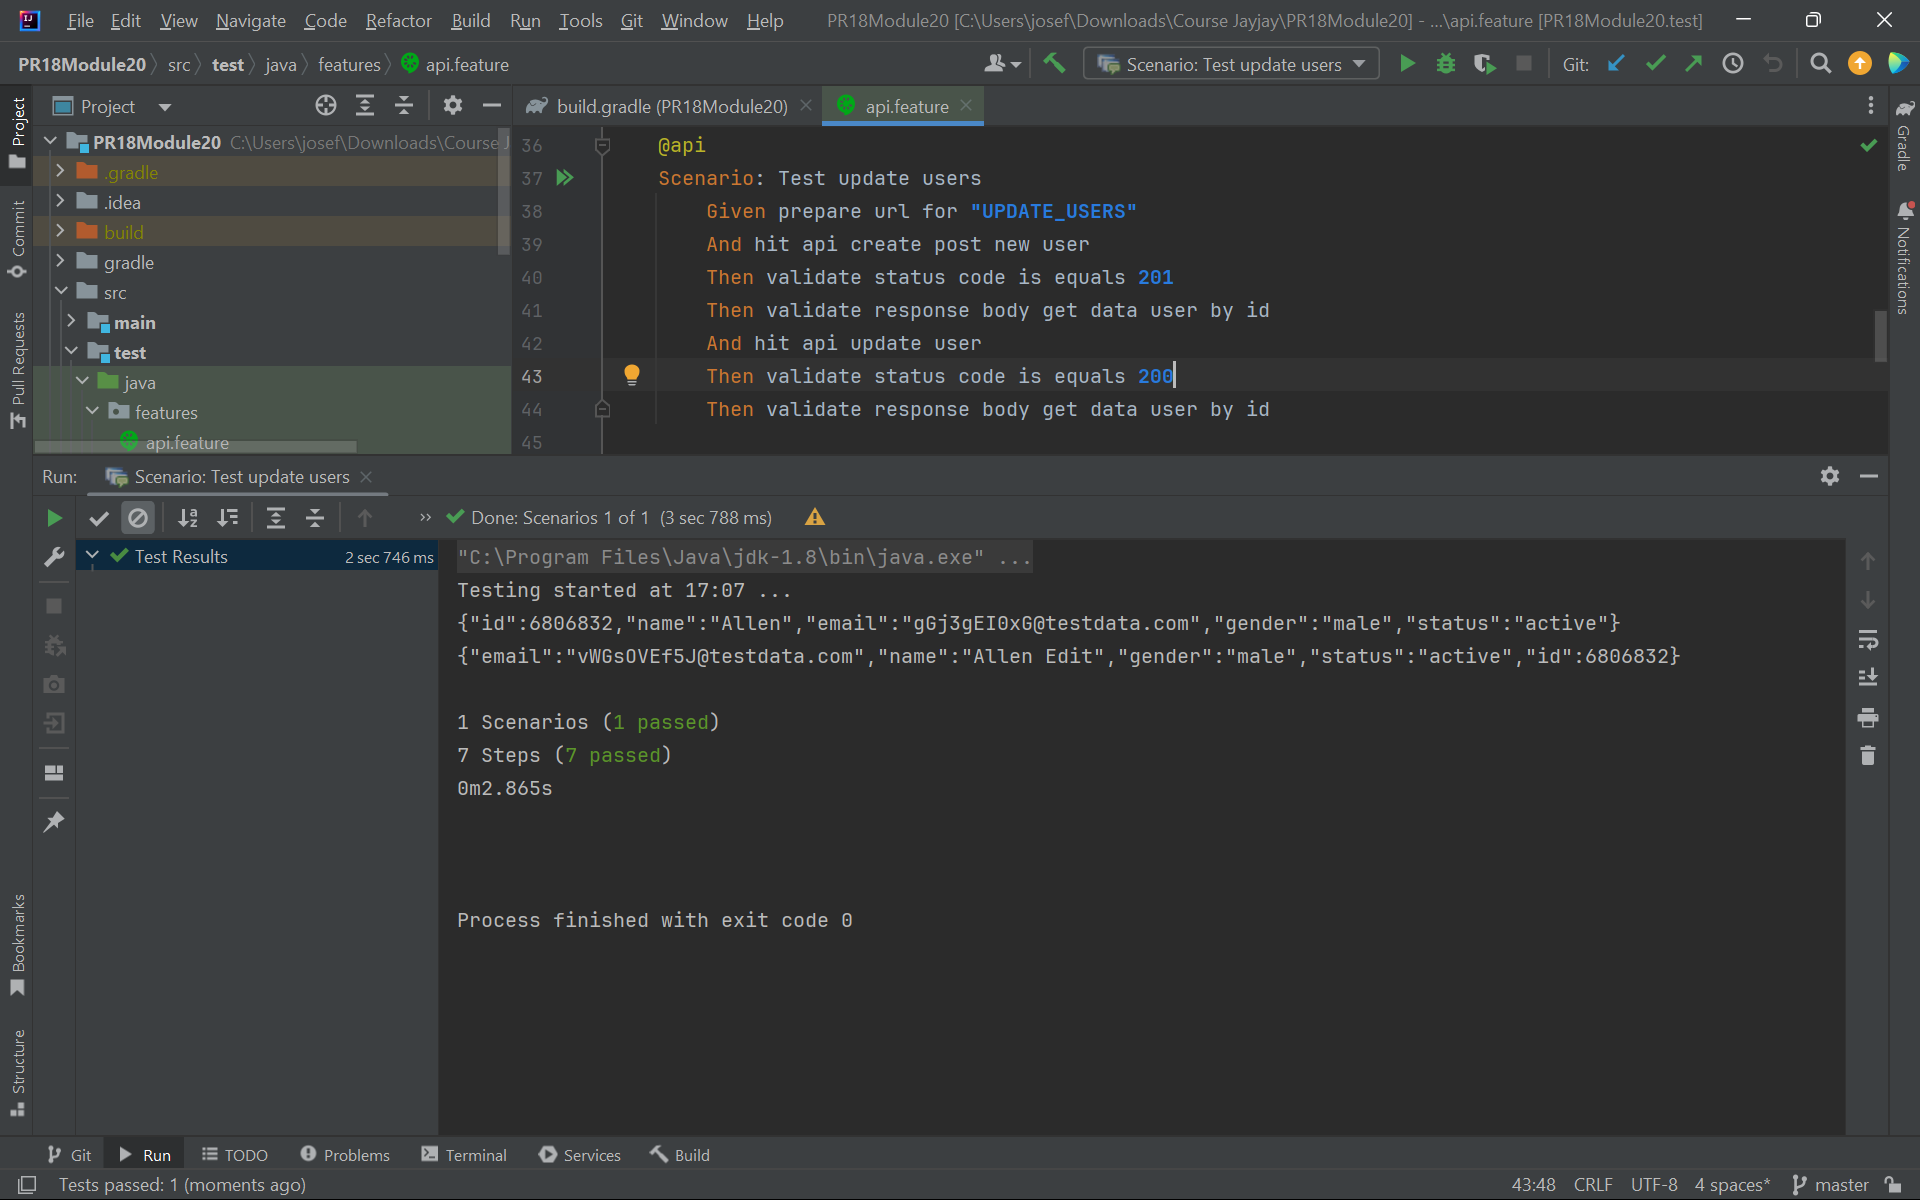 File Edit View Navigate Code Refactor Build Run Tools Git Window Help PR18Module20 [C:\Users\josef\Downloads\Course Jayjay\PR18Module20] - ...\api.feature [PR18Module20.test]
PR18Module20 src test java features api.feature Scenario: Test update users Git:
Project build.gradle (PR18Module20) api.feature
PR18Module20 C:\Users\josef\Downloads\Course
.gradle
.idea
build
gradle
src
main
test
java
features
api.feature
36 @api
37 Scenario: Test update users
38 Given prepare url for "UPDATE_USERS"
39 And hit api create post new user
40 Then validate status code is equals 201
41 Then validate response body get data user by id
42 And hit api update user
43 Then validate status code is equals 200
44 Then validate response body get data user by id
45
Project
Commit
Pull Requests
Bookmarks
Structure
Gradle
Notifications
Run: Scenario: Test update users
Done: Scenarios 1 of 1 (3 sec 788 ms)
Test Results 2 sec 746 ms
"C:\Program Files\Java\jdk-1.8\bin\java.exe" ...
Testing started at 17:07 ...
{"id":6806832,"name":"Allen","email":"gGj3gEI0xG@testdata.com","gender":"male","status":"active"}
{"email":"vWGsOVEf5J@testdata.com","name":"Allen Edit","gender":"male","status":"active","id":6806832}
1 Scenarios (1 passed)
7 Steps (7 passed)
0m2.865s
Process finished with exit code 0
Git Run TODO Problems Terminal Services Build
Tests passed: 1 (moments ago) 43:48 CRLF UTF-8 4 spaces* master